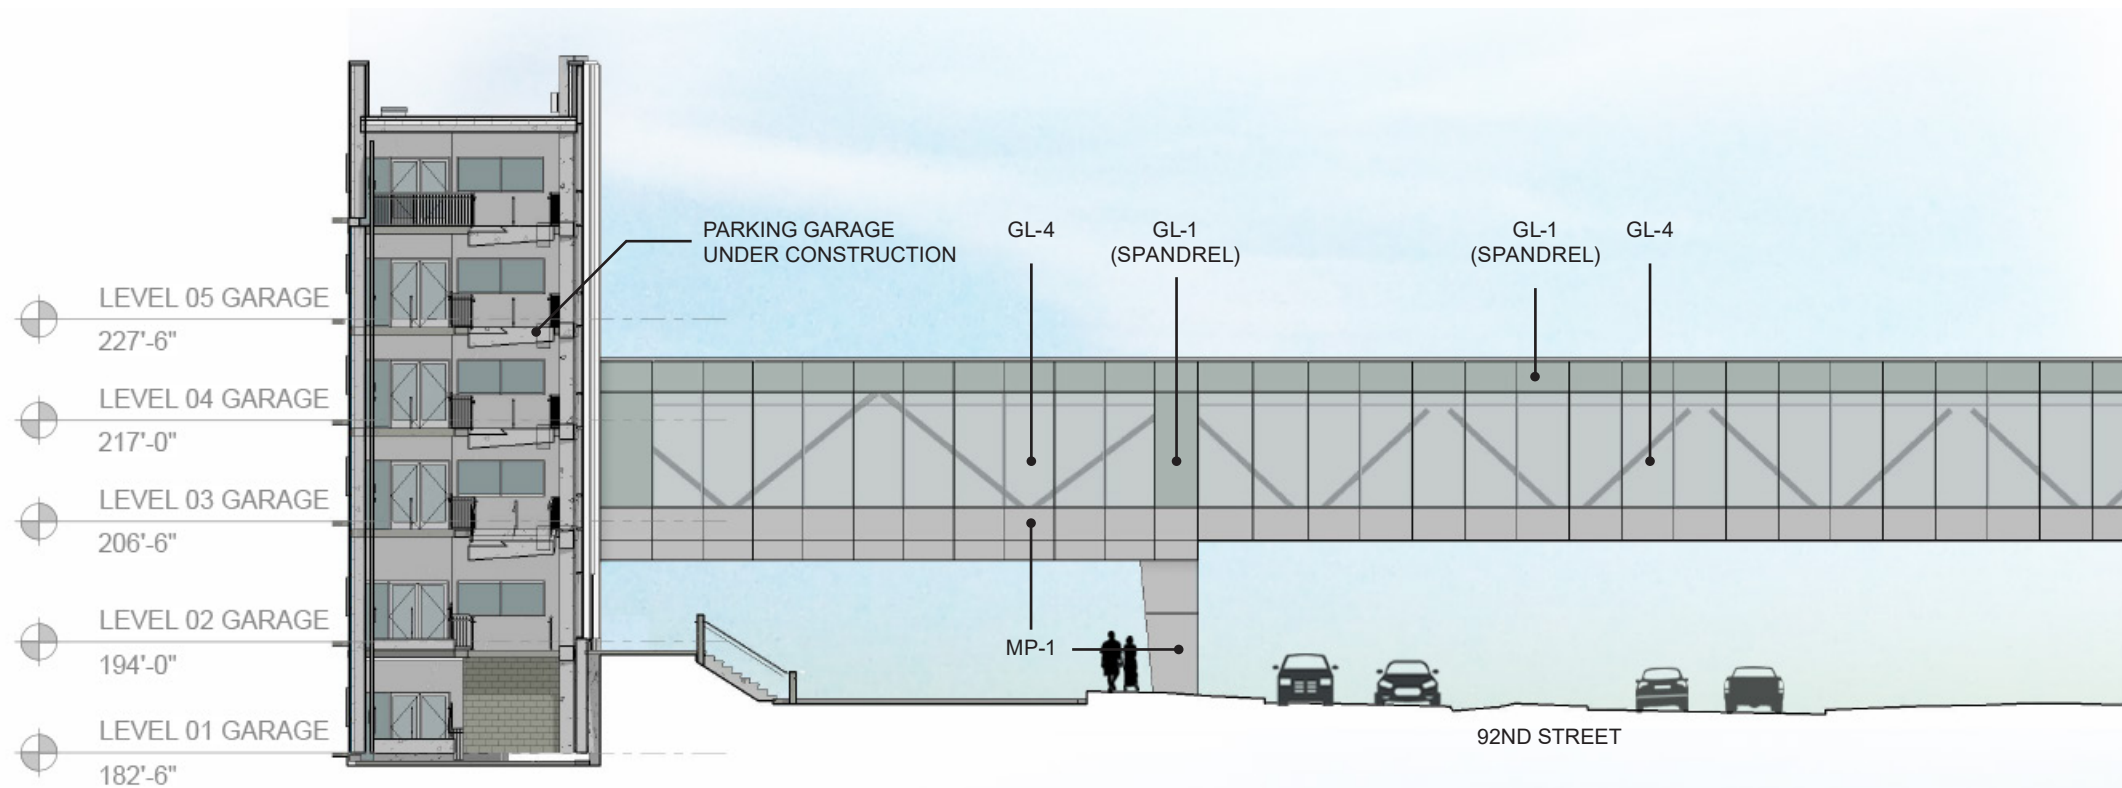 PARKING GARAGE
UNDER CONSTRUCTION
GL-4
GL-1
(SPANDREL)
GL-1
(SPANDREL)
GL-4
LEVEL 05 GARAGE
227'-6"
LEVEL 04 GARAGE
217'-0"
LEVEL 03 GARAGE
206'-6"
LEVEL 02 GARAGE
194'-0"
MP-1
LEVEL 01 GARAGE
182'-6"
92ND STREET